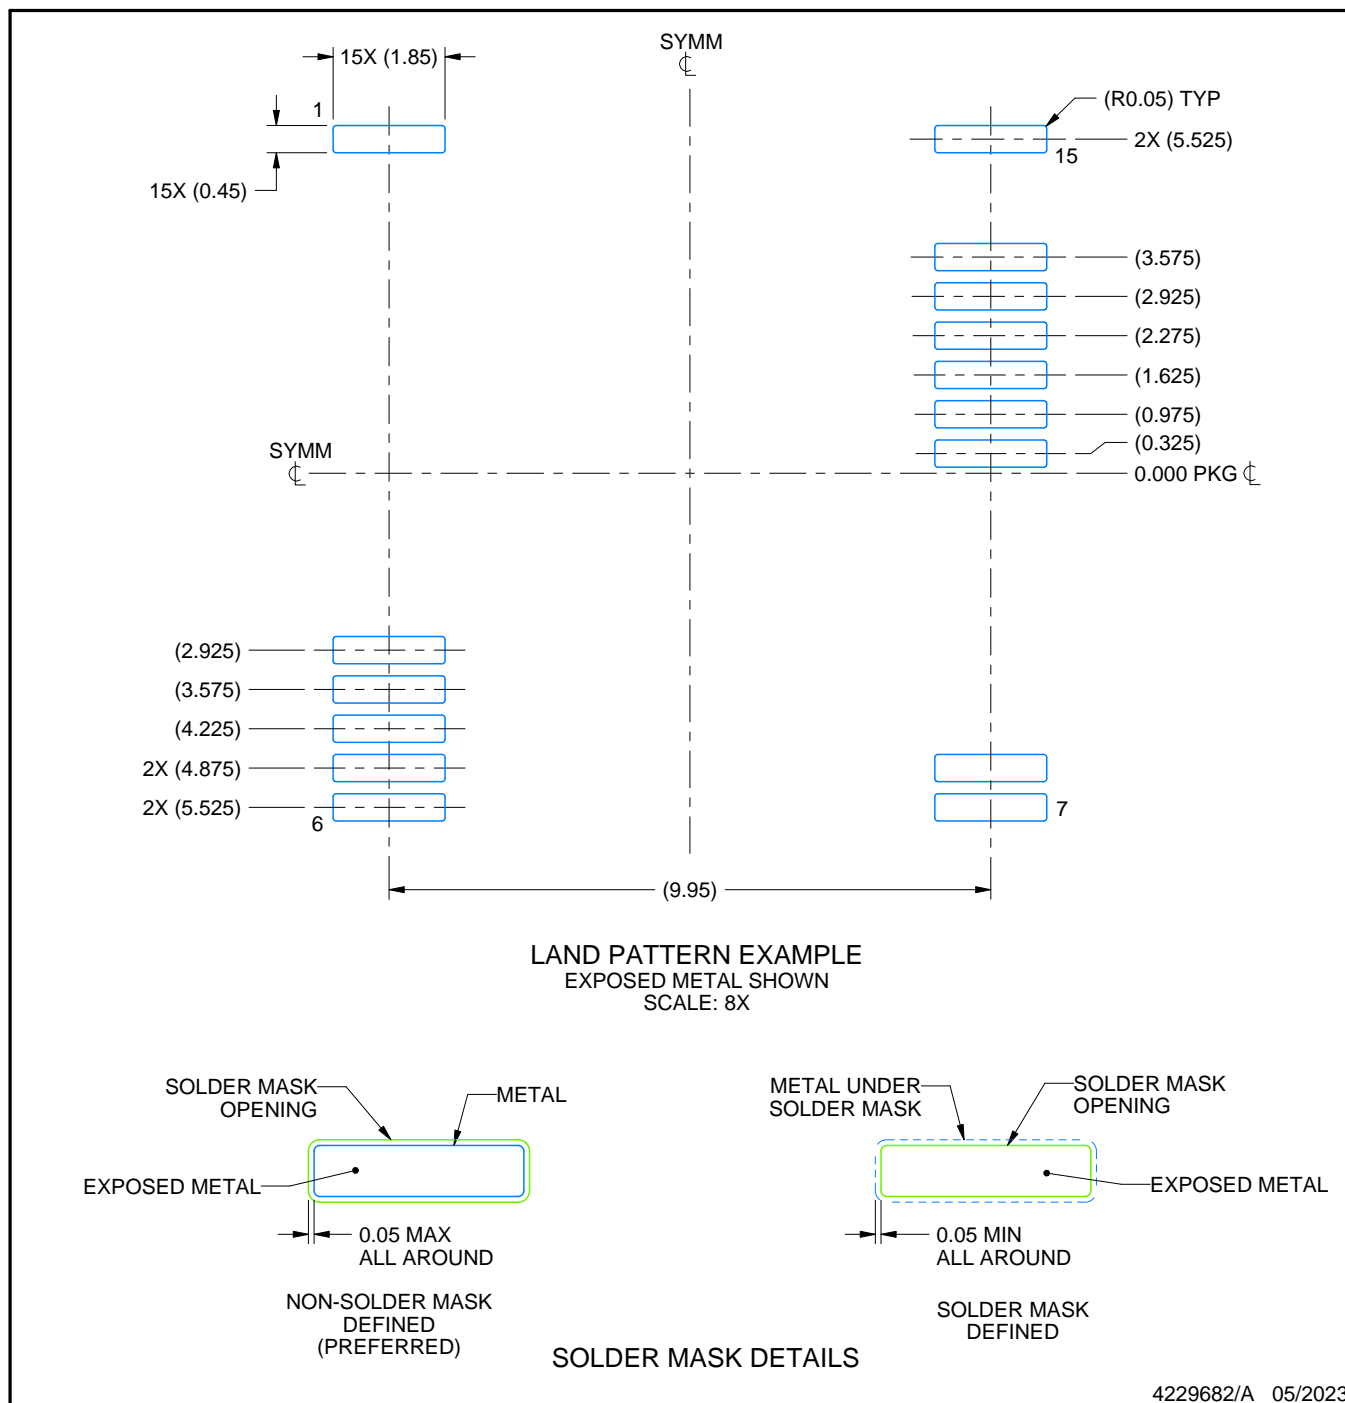 SYMM
15X (1.85)
1
(R0.05) TYP
2X (5.525)
15
15X (0.45)
(3.575)
(2.925)
(2.275)
(1.625)
(0.975)
(0.325)
SYMM
0.000 PKG
(2.925)
(3.575)
(4.225)
2X (4.875)
2X (5.525)
6
7
(9.95)
LAND PATTERN EXAMPLE
EXPOSED METAL SHOWN
SCALE: 8X
SOLDER MASK
OPENING
METAL
EXPOSED METAL
0.05 MAX
ALL AROUND
NON-SOLDER MASK
DEFINED
(PREFERRED)
METAL UNDER
SOLDER MASK
SOLDER MASK
OPENING
EXPOSED METAL
0.05 MIN
ALL AROUND
SOLDER MASK
DEFINED
SOLDER MASK DETAILS
4229682/A 05/2023